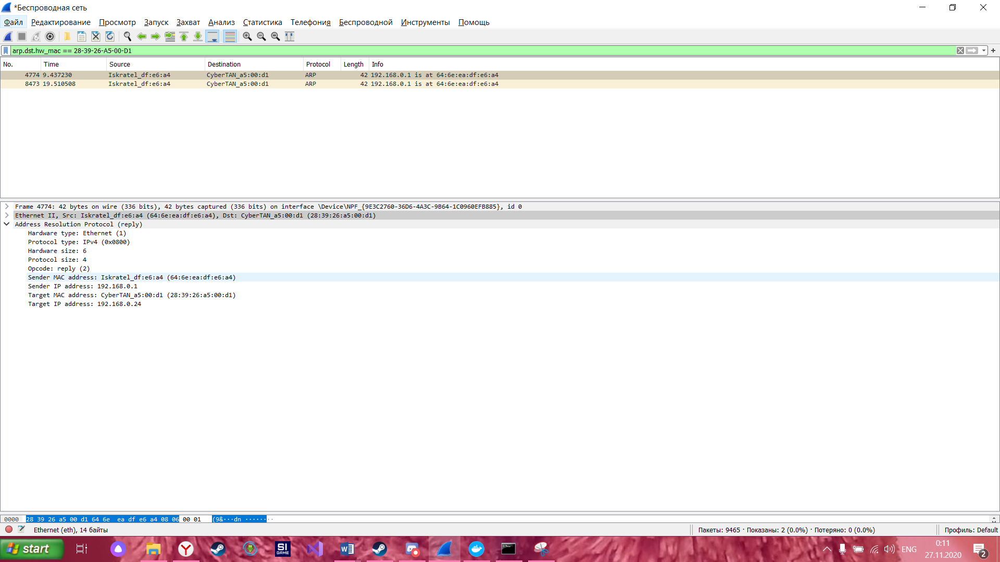 *Беспроводная сеть
Файл Редактирование Просмотр Запуск Захват Анализ Статистика Телефония Беспроводной Инструменты Помощь
arp.dst.hw_mac == 28-39-26-A5-00-D1
No. Time Source Destination Protocol Length Info
4774 9.437230 Iskratel_df:e6:a4 CyberTAN_a5:00:d1 ARP 42 192.168.0.1 is at 64:6e:ea:df:e6:a4
8473 19.510508 Iskratel_df:e6:a4 CyberTAN_a5:00:d1 ARP 42 192.168.0.1 is at 64:6e:ea:df:e6:a4
Frame 4774: 42 bytes on wire (336 bits), 42 bytes captured (336 bits) on interface \Device\NPF_{9E3C2760-36D6-4A3C-9B64-1C0960EFB885}, id 0
Ethernet II, Src: Iskratel_df:e6:a4 (64:6e:ea:df:e6:a4), Dst: CyberTAN_a5:00:d1 (28:39:26:a5:00:d1)
Address Resolution Protocol (reply)
Hardware type: Ethernet (1)
Protocol type: IPv4 (0x0800)
Hardware size: 6
Protocol size: 4
Opcode: reply (2)
Sender MAC address: Iskratel_df:e6:a4 (64:6e:ea:df:e6:a4)
Sender IP address: 192.168.0.1
Target MAC address: CyberTAN_a5:00:d1 (28:39:26:a5:00:d1)
Target IP address: 192.168.0.24
0000 28 39 26 a5 00 d1 64 6e ea df e6 a4 08 06 00 01 (9&···dn ········
Ethernet (eth), 14 байты
Пакеты: 9465 · Показаны: 2 (0.0%) · Потеряно: 0 (0.0%)
Профиль: Default
start
SI
GAME
ENG
0:11
27.11.2020
2